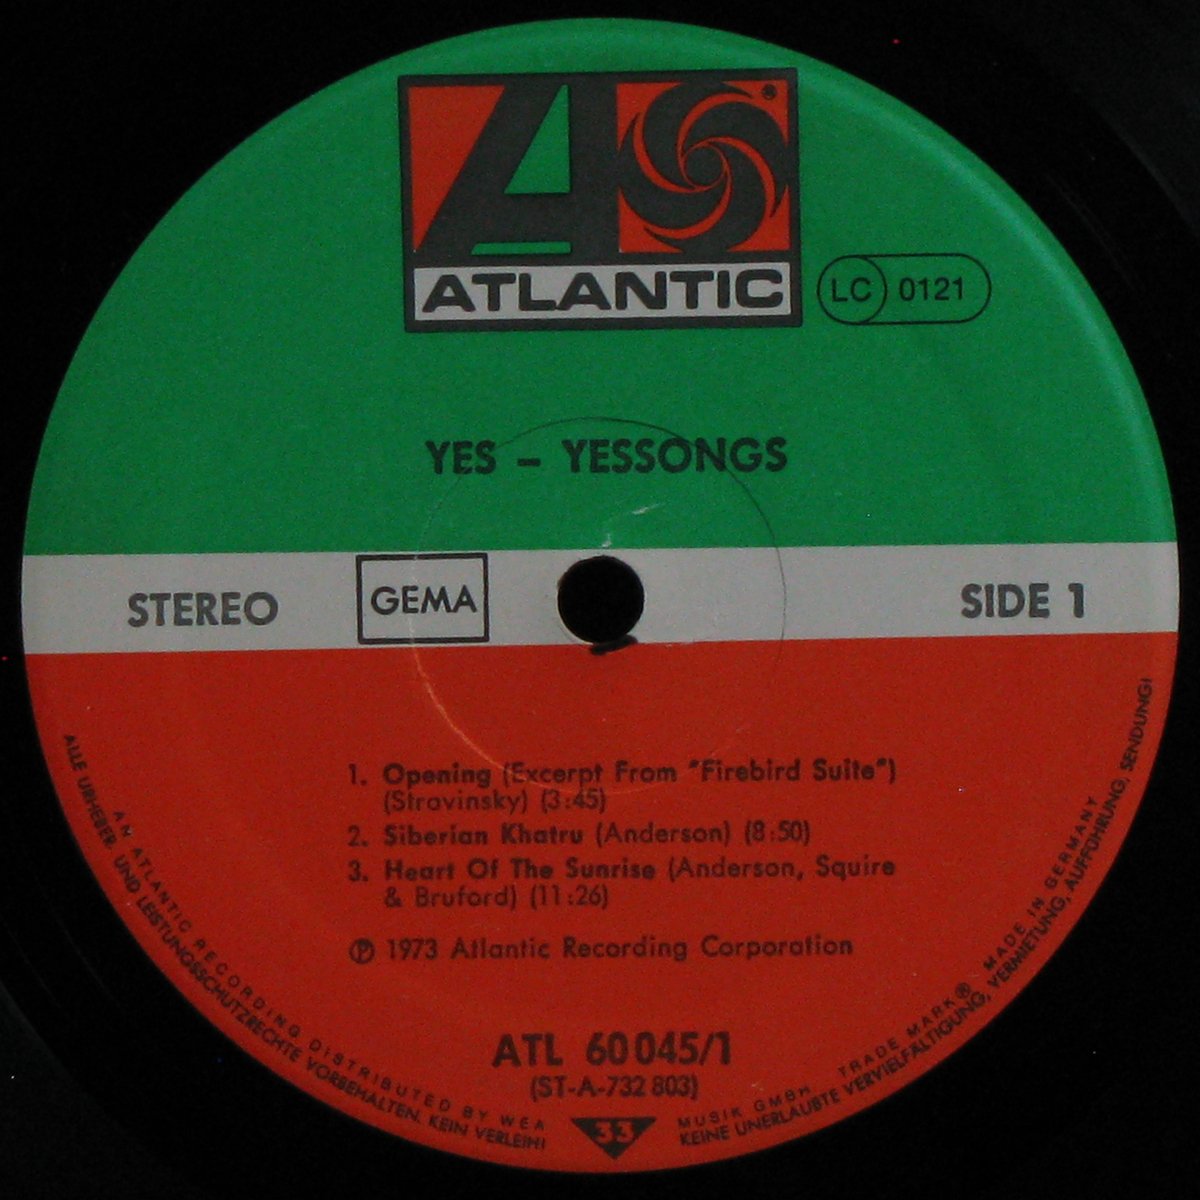 ATLANTIC
®
LC 0121
YES – YESSONGS
STEREO
GEMA
SIDE 1
1. Opening (Excerpt From "Firebird Suite")
(Stravinsky) (3:45)
2. Siberian Khatru (Anderson) (8:50)
3. Heart Of The Sunrise (Anderson, Squire
& Bruford) (11:26)
℗ 1973 Atlantic Recording Corporation
ATL 60 045/1
(ST-A-732 803)
33
AN ATLANTIC RECORDING DISTRIBUTED BY WEA MUSIK GMBH TRADE MARK® MADE IN GERMANY
ALLE URHEBER UND LEISTUNGSSCHUTZRECHTE VORBEHALTEN. KEIN VERLEIH! KEINE UNERLAUBTE VERVIELFÄLTIGUNG, VERMIETUNG, AUFFÜHRUNG, SENDUNG!